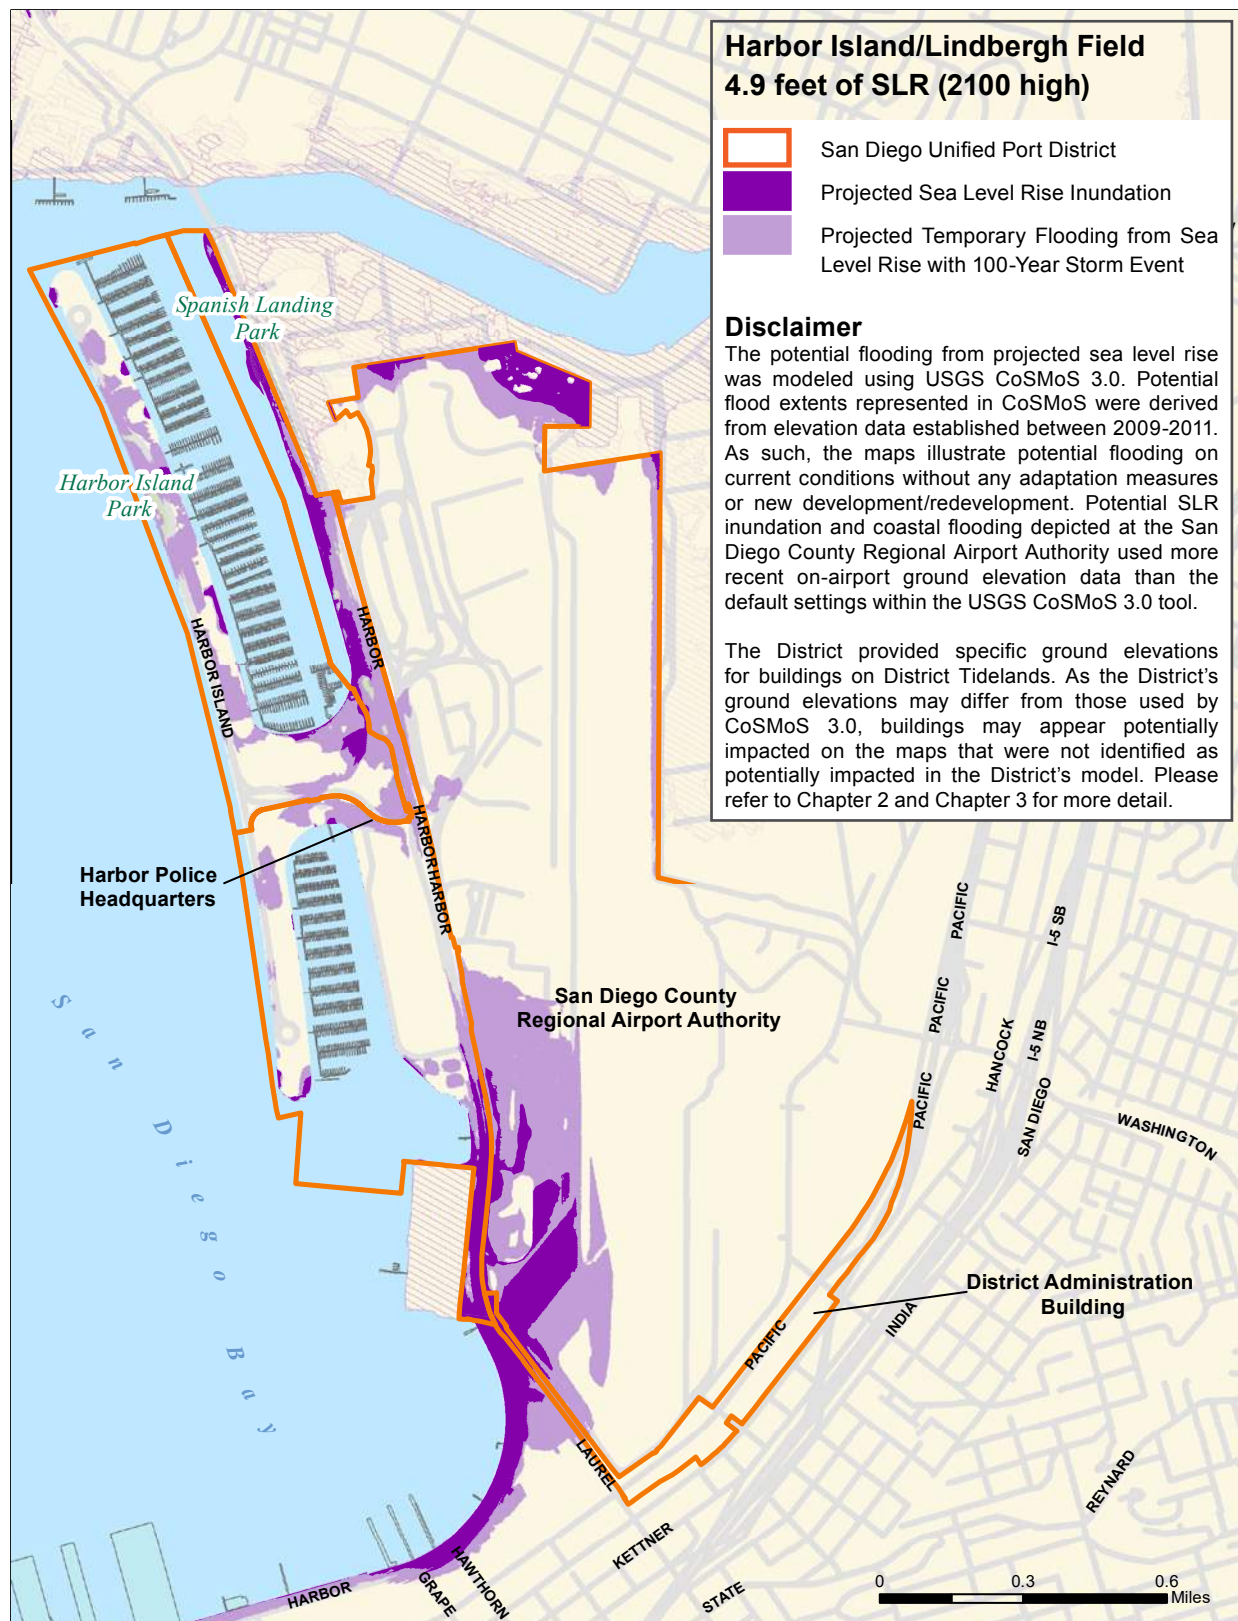 Harbor Island/Lindbergh Field
4.9 feet of SLR (2100 high)
San Diego Unified Port District
Projected Sea Level Rise Inundation
Projected Temporary Flooding from Sea
Level Rise with 100-Year Storm Event
Disclaimer
The potential flooding from projected sea level rise
was modeled using USGS CoSMoS 3.0. Potential
flood extents represented in CoSMoS were derived
from elevation data established between 2009-2011.
As such, the maps illustrate potential flooding on
current conditions without any adaptation measures
or new development/redevelopment. Potential SLR
inundation and coastal flooding depicted at the San
Diego County Regional Airport Authority used more
recent on-airport ground elevation data than the
default settings within the USGS CoSMoS 3.0 tool.
The District provided specific ground elevations
for buildings on District Tidelands. As the District's
ground elevations may differ from those used by
CoSMoS 3.0, buildings may appear potentially
impacted on the maps that were not identified as
potentially impacted in the District's model. Please
refer to Chapter 2 and Chapter 3 for more detail.
Spanish Landing
Park
Harbor Island
Park
HARBOR ISLAND
HARBOR
HARBOR
HARBOR
Harbor Police
Headquarters
San Diego County
Regional Airport Authority
San Diego Bay
PACIFIC
PACIFIC
PACIFIC
I-5 SB
I-5 NB
HANCOCK
SAN DIEGO
WASHINGTON
District Administration
Building
INDIA
PACIFIC
LAUREL
KETTNER
STATE
REYNARD
HAWTHORN
GRAPE
HARBOR
0 0.3 0.6
Miles